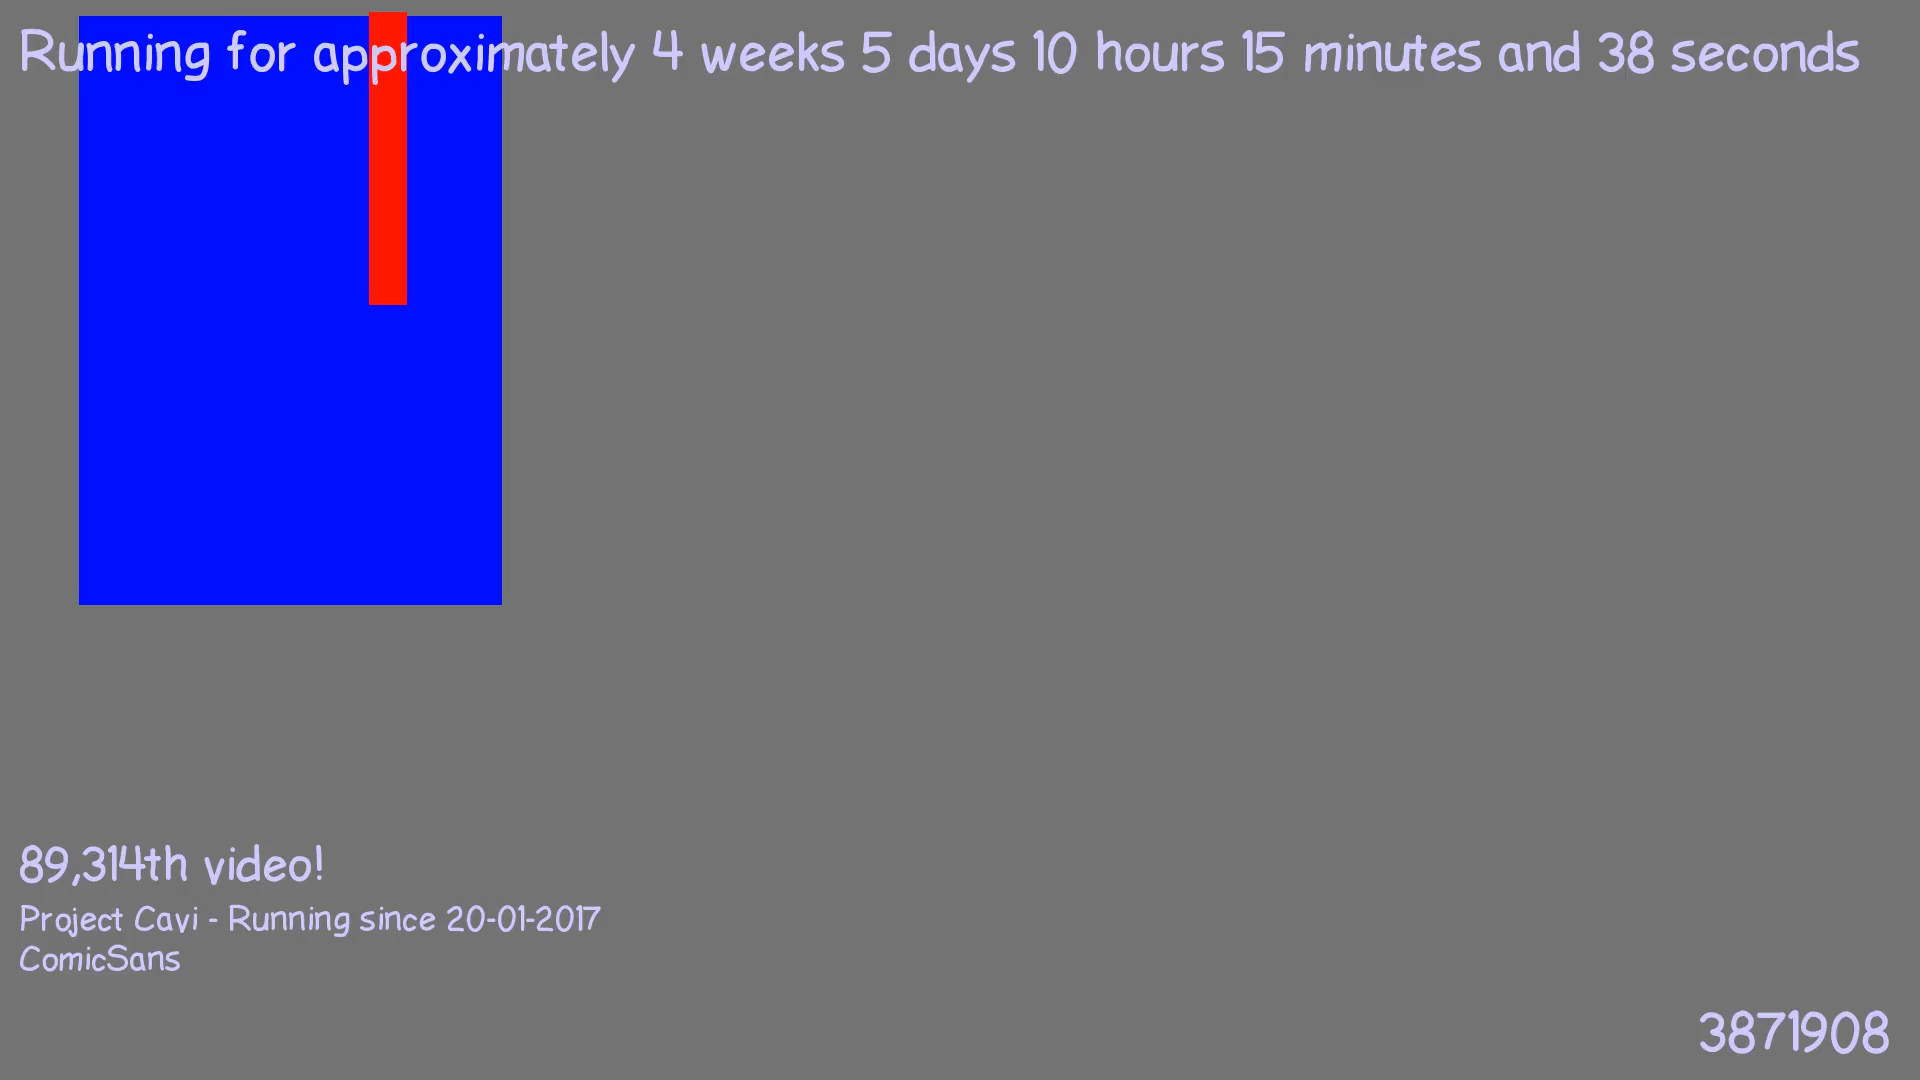 Running for approximately 4 weeks 5 days 10 hours 15 minutes and 38 seconds
89,314th video!
Project Cavi - Running since 20-01-2017
ComicSans
3871908